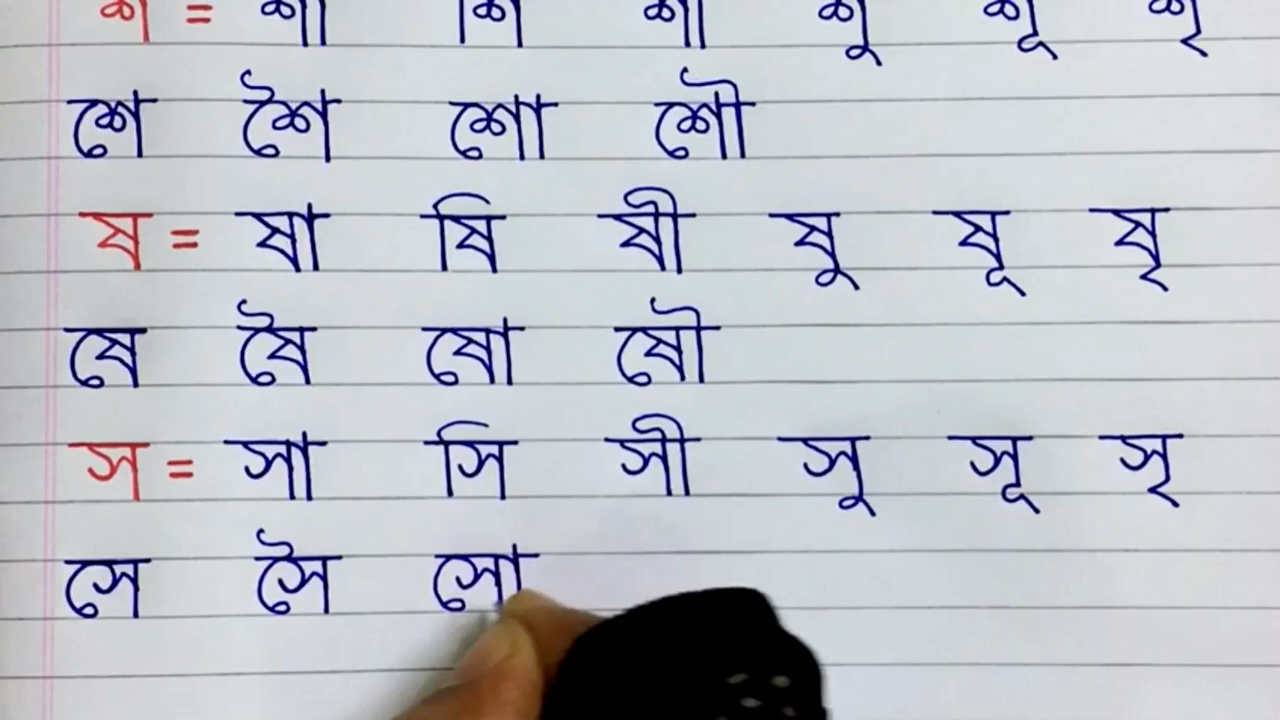 শ = শা শি শী শু শূ শৃ
শে শৈ শো শৌ
ষ = ষা ষি ষী ষু ষূ ষৃ
ষে ষৈ ষো ষৌ
স = সা সি সী সু সূ সৃ
সে সৈ সো